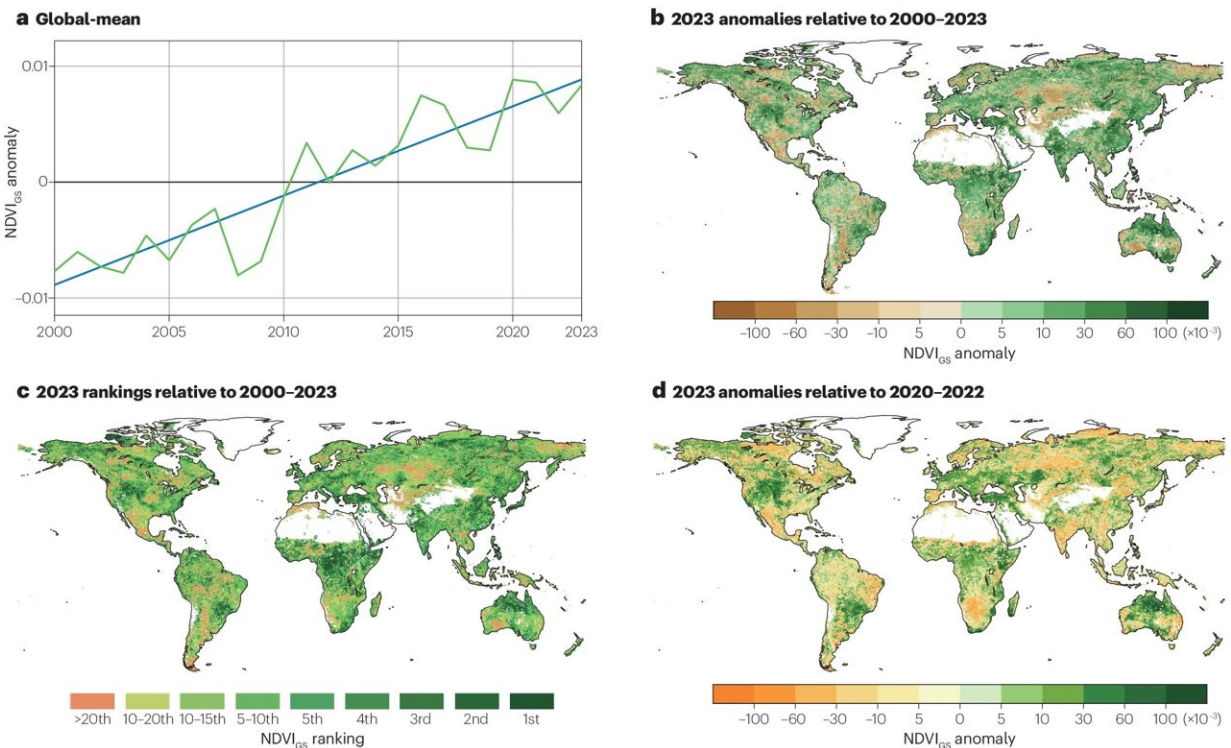 a Global-mean
0.01
0
−0.01
NDVIGS anomaly
2000 2005 2010 2015 2020 2023
b 2023 anomalies relative to 2000–2023
−100 −60 −30 −10 5 0 5 10 30 60 100 (×10⁻³)
NDVIGS anomaly
c 2023 rankings relative to 2000–2023
>20th 10–20th 10–15th 5–10th 5th 4th 3rd 2nd 1st
NDVIGS ranking
d 2023 anomalies relative to 2020–2022
−100 −60 −30 −10 5 0 5 10 30 60 100 (×10⁻³)
NDVIGS anomaly